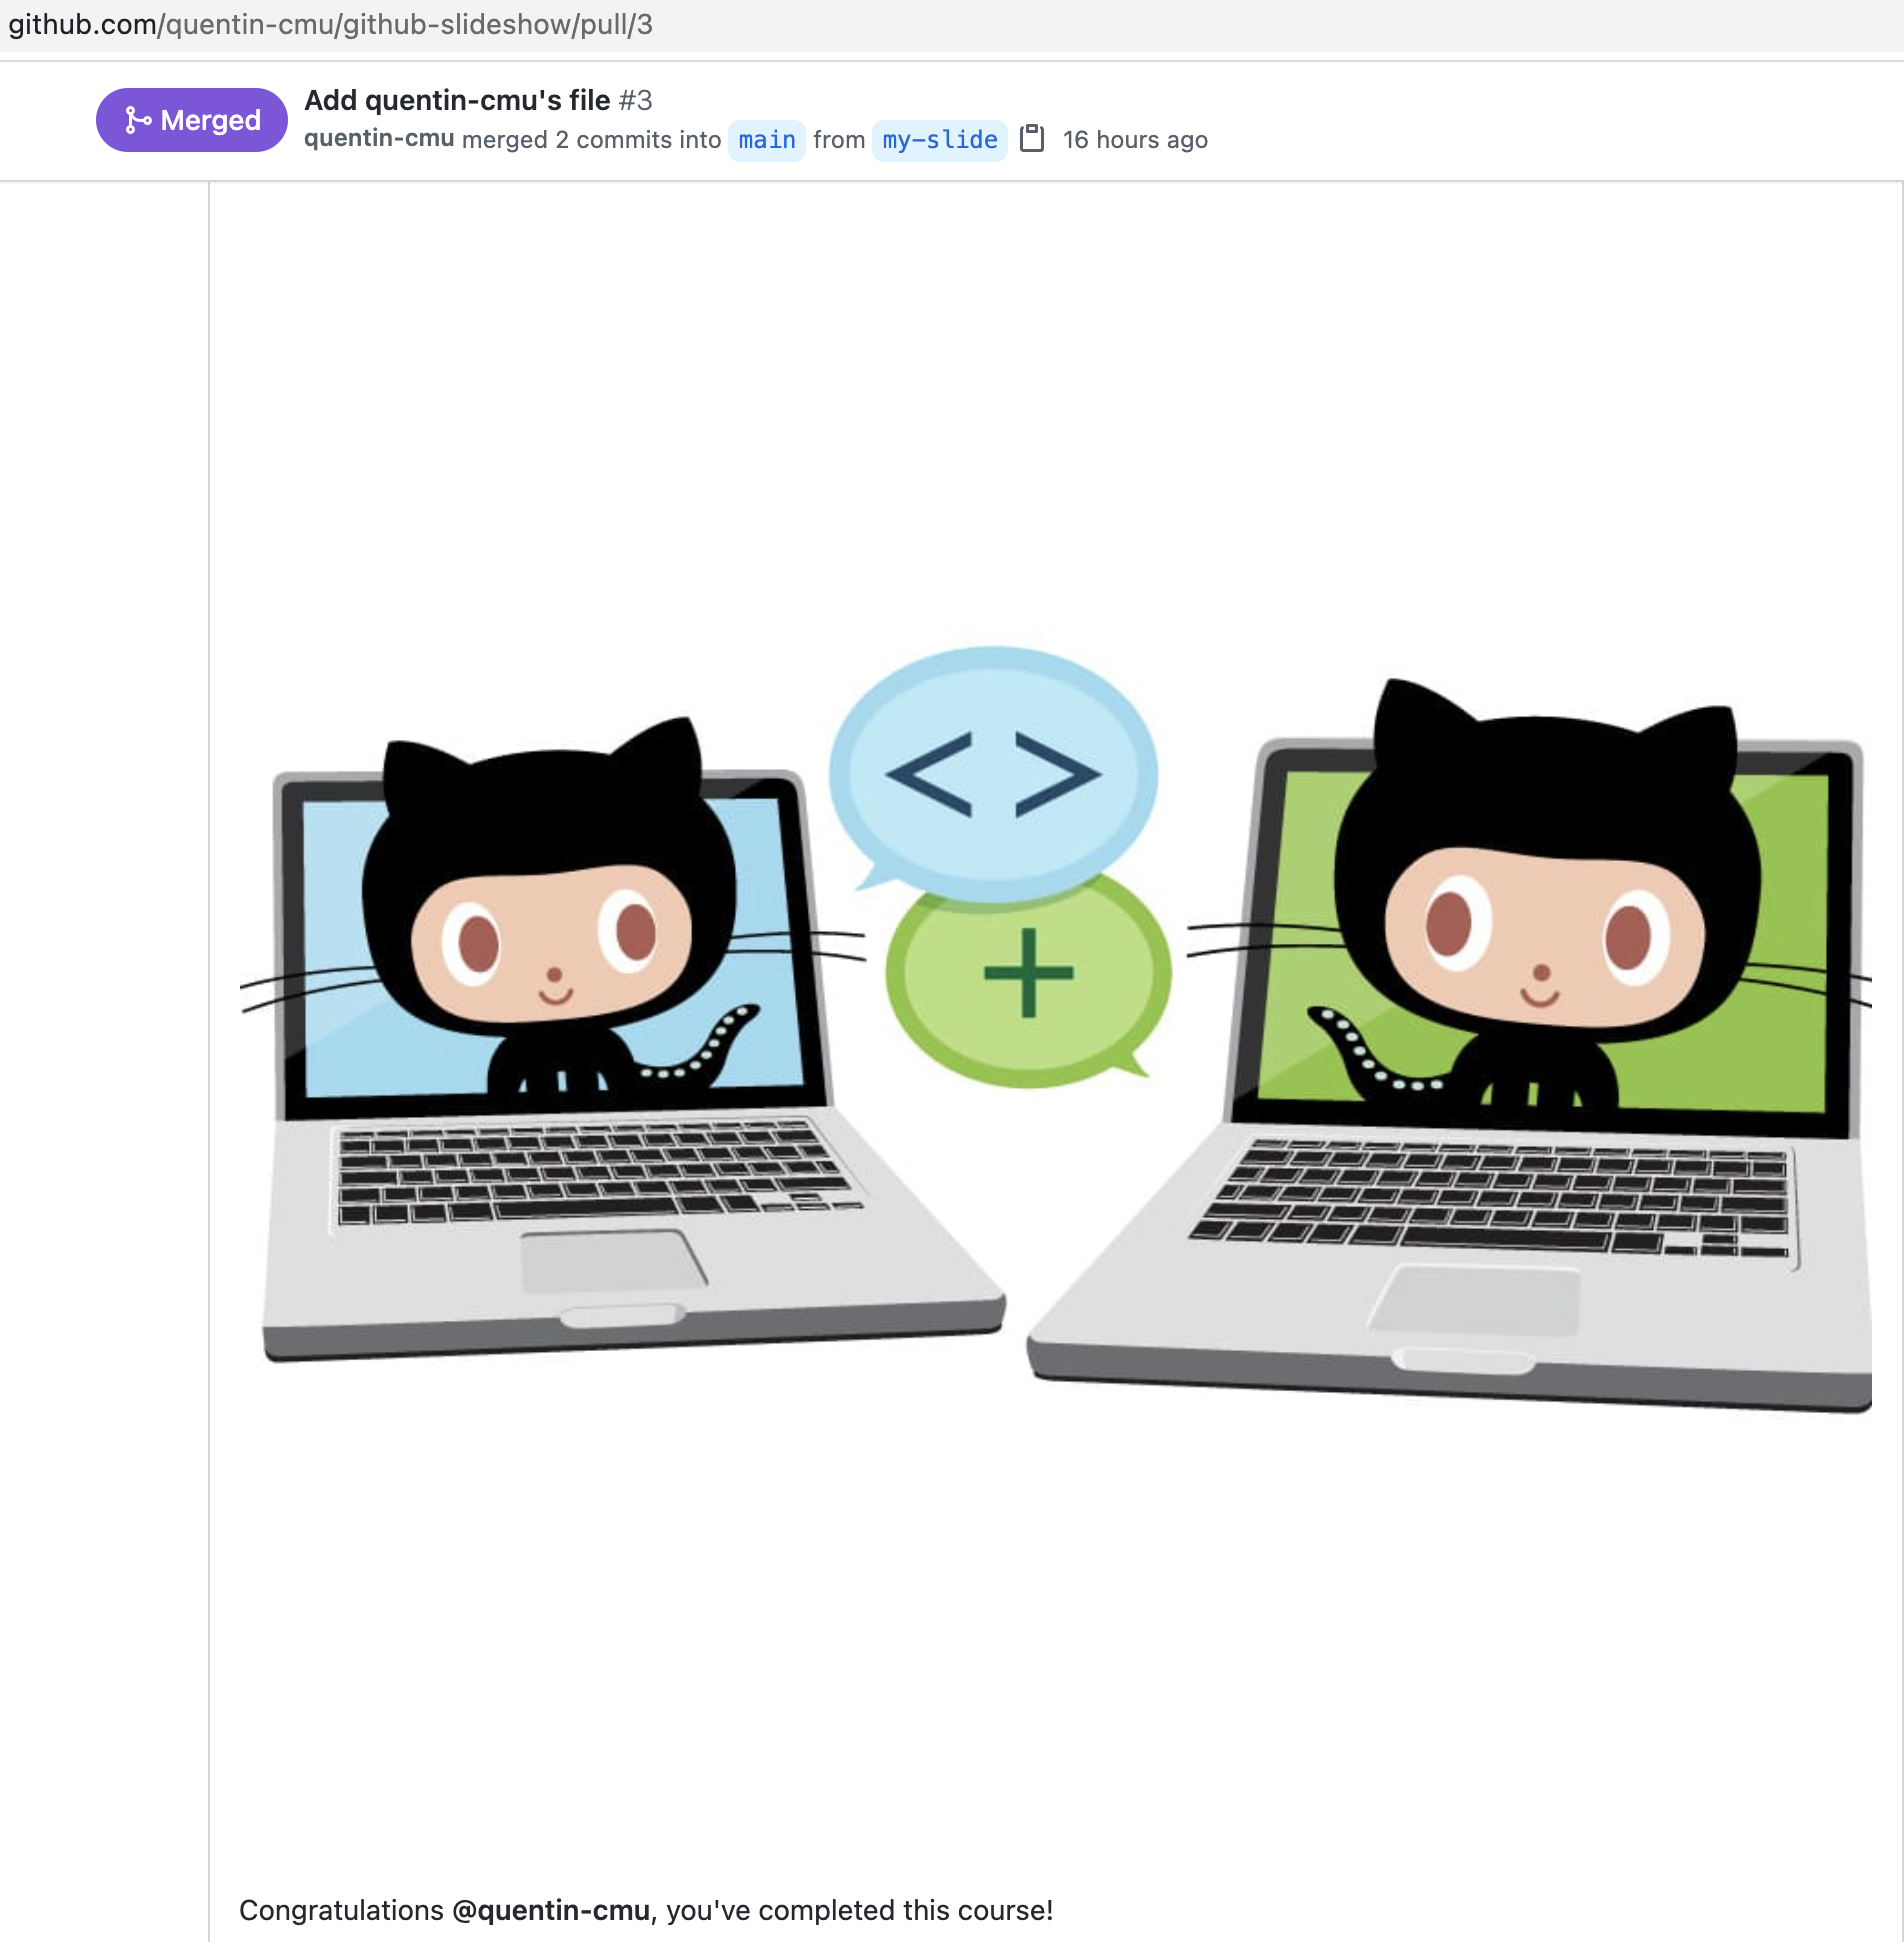 github.com/quentin-cmu/github-slideshow/pull/3
Merged
Add quentin-cmu's file #3
quentin-cmu merged 2 commits into main from my-slide 16 hours ago
< >
+
Congratulations @quentin-cmu, you've completed this course!